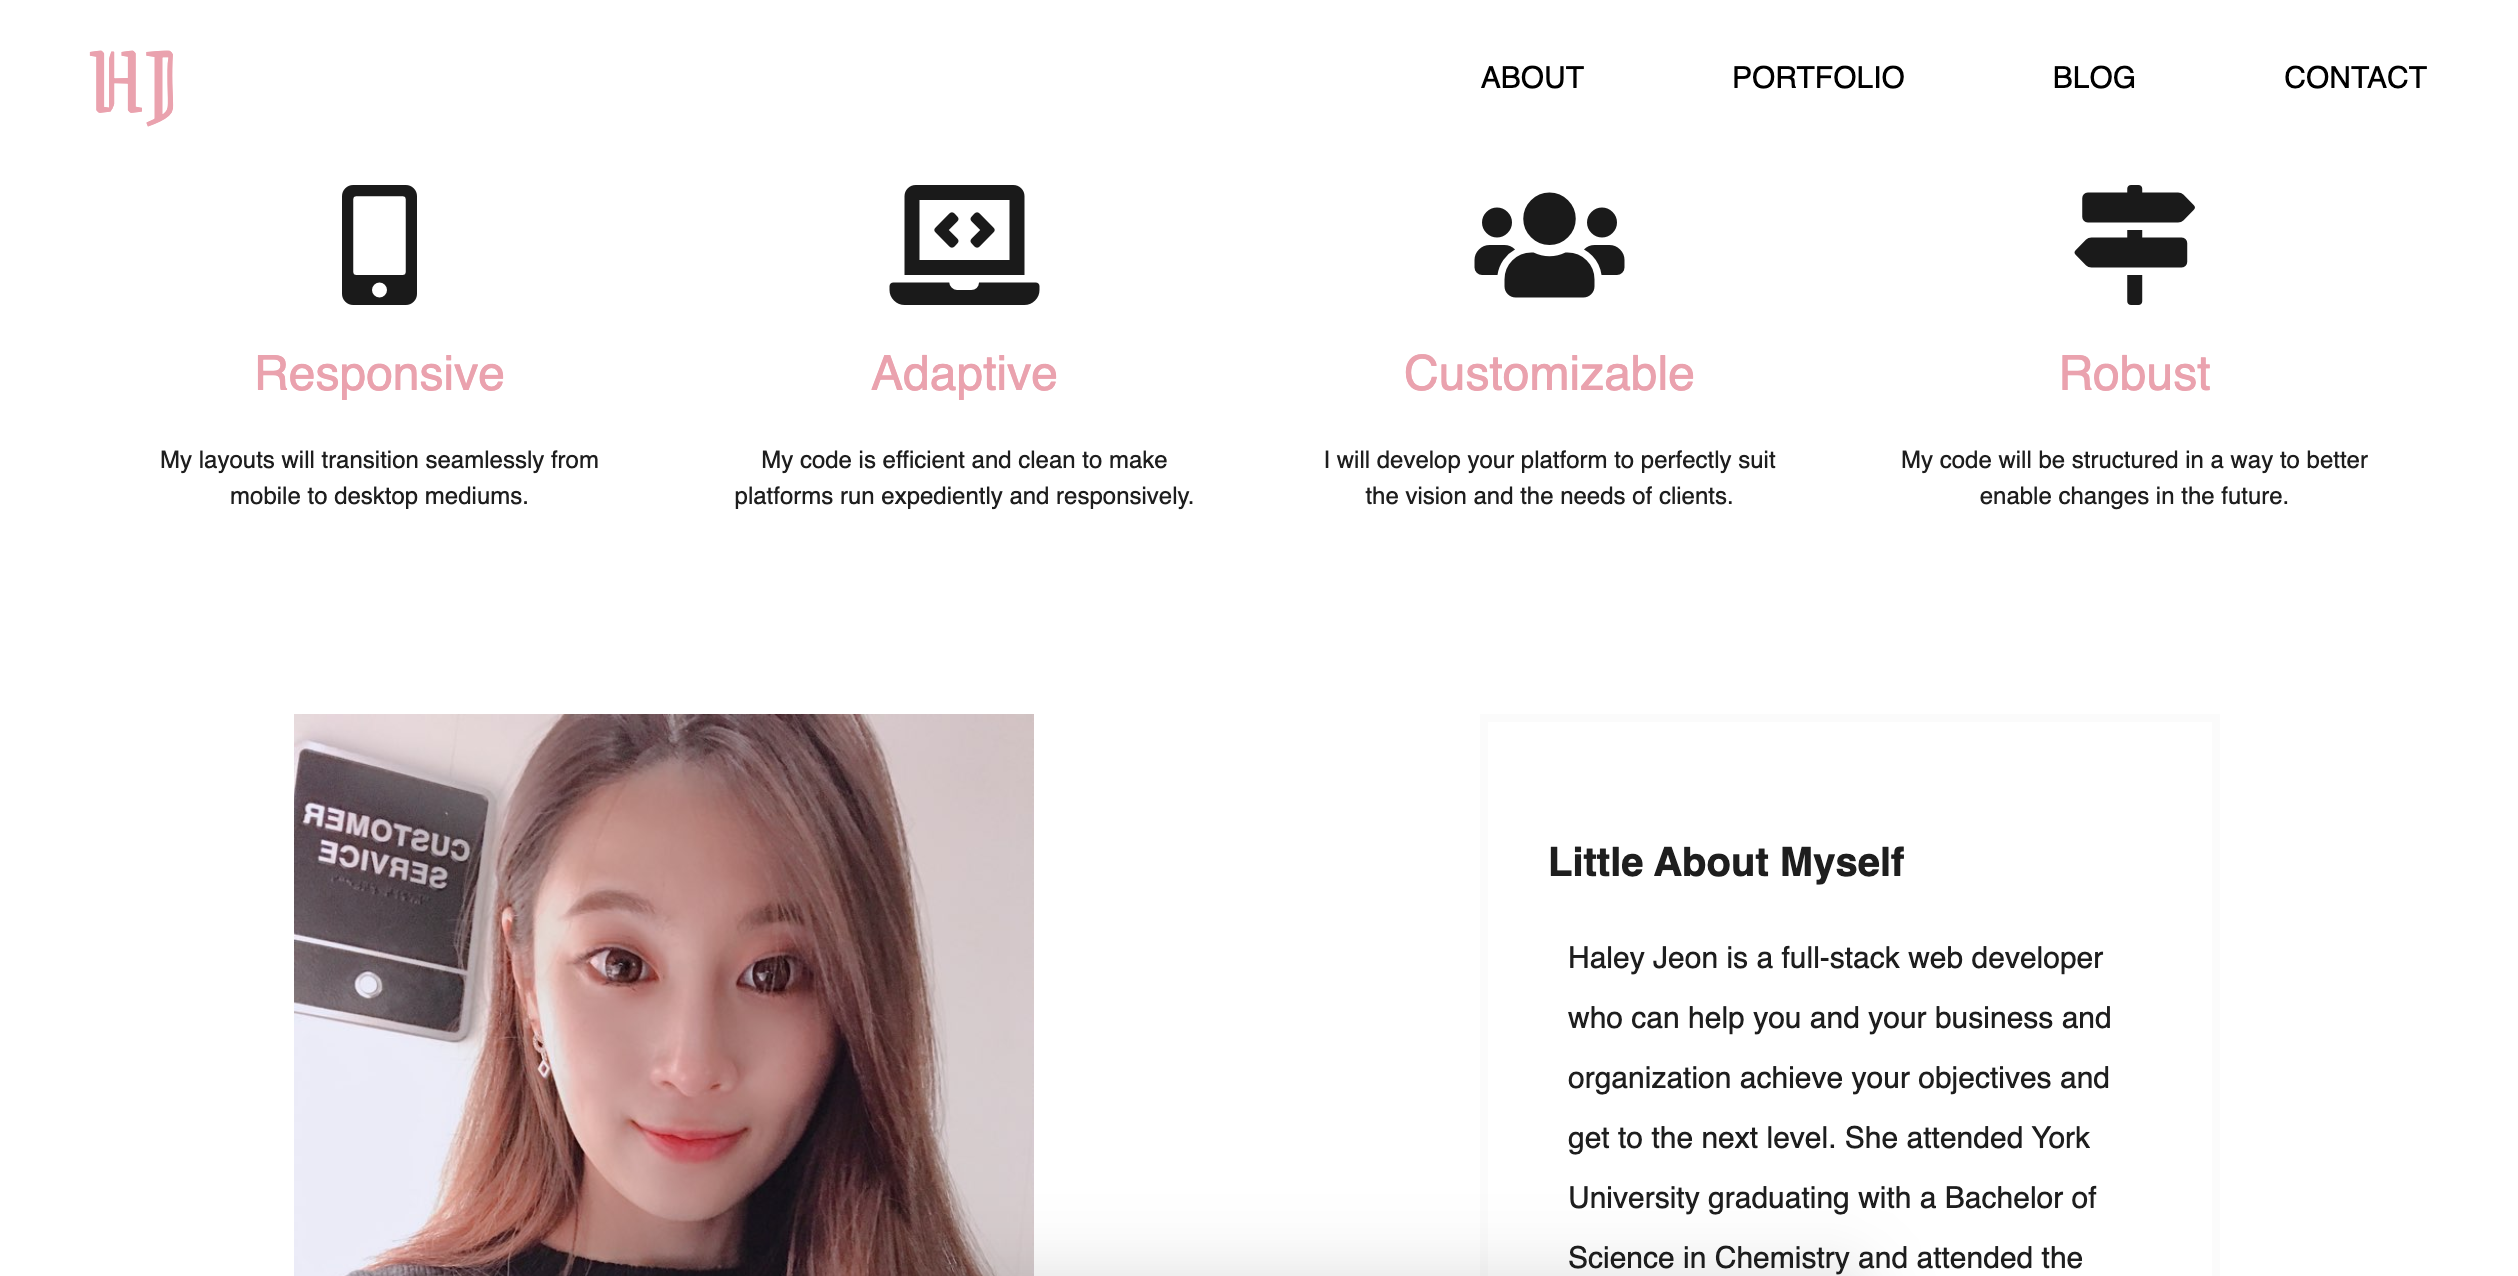 HJ
ABOUT PORTFOLIO BLOG CONTACT
Responsive
My layouts will transition seamlessly from
mobile to desktop mediums.
Adaptive
My code is efficient and clean to make
platforms run expediently and responsively.
Customizable
I will develop your platform to perfectly suit
the vision and the needs of clients.
Robust
My code will be structured in a way to better
enable changes in the future.
CUSTOMER
SERVICE
Little About Myself
Haley Jeon is a full-stack web developer
who can help you and your business and
organization achieve your objectives and
get to the next level. She attended York
University graduating with a Bachelor of
Science in Chemistry and attended the